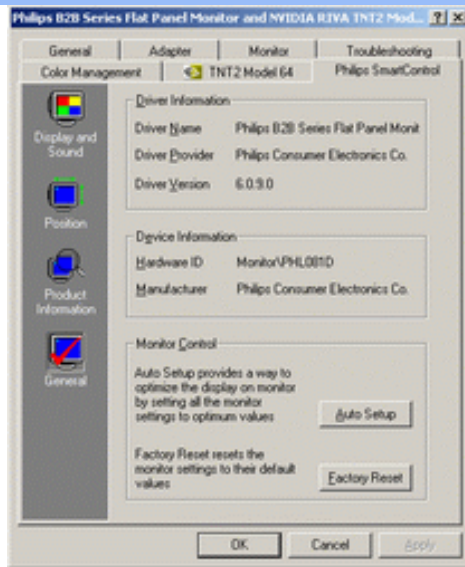 Philips B2B Series Flat Panel Monitor and NVIDIA RIVA TNT2 Mod...
General Adapter Monitor Troubleshooting
Color Management TNT2 Model 64 Philips SmartControl
Display and
Sound
Position
Product
Information
General
Driver Information
Driver Name Philips B2B Series Flat Panel Monit
Driver Provider Philips Consumer Electronics Co.
Driver Version 6.0.9.0
Device Information
Hardware ID Monitor\PHL081D
Manufacturer Philips Consumer Electronics Co.
Monitor Control
Auto Setup provides a way to
optimize the display on monitor
by setting all the monitor
settings to optimum values
Auto Setup
Factory Reset resets the
monitor settings to their default
values
Factory Reset
OK Cancel Apply